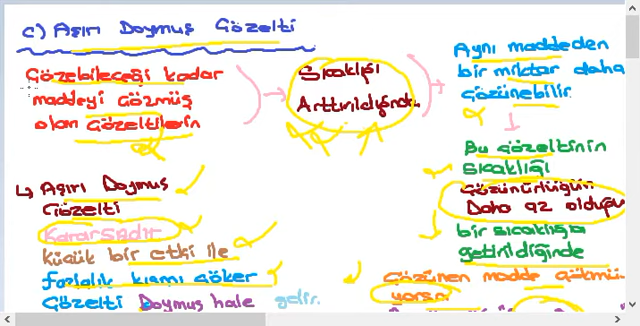 c) Aşırı Doymuş Çözelti
Çözebileceği kadar
maddeyi çözmüş
olan çözeltilerin
Sıcaklığı
Arttırıldığında
Aynı maddeden
bir miktar daha
çözünebilir
Bu çözeltinin
sıcaklığı
Çözünürlüğün
Daha az olduğu
bir sıcaklığa
getirildiğinde
Çözünen madde çökmü
yorsa
↳ Aşırı Doymuş
Çözelti
Kararsızdır
küçük bir etki ile
fazlalık kısmı çöker
Çözelti Doymuş hale gelir.